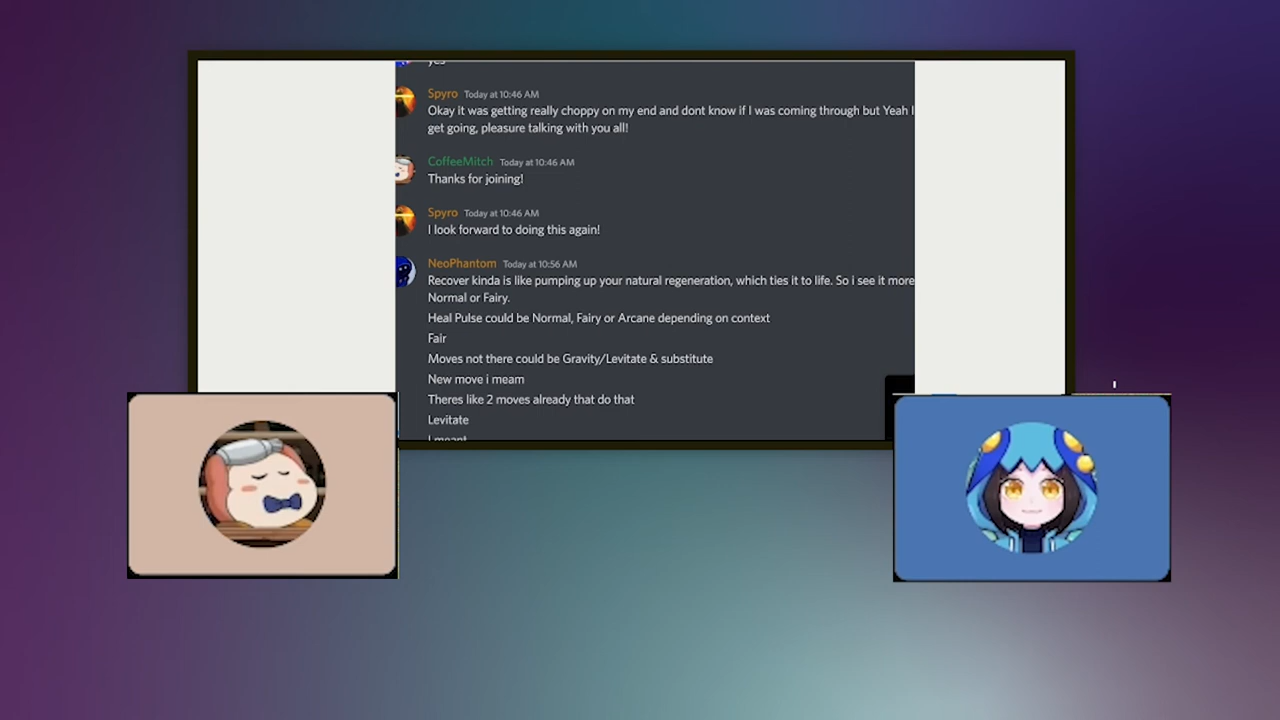 yes
Spyro Today at 10:46 AM
Okay it was getting really choppy on my end and dont know if I was coming through but Yeah I
get going, pleasure talking with you all!
CoffeeMitch Today at 10:46 AM
Thanks for joining!
Spyro Today at 10:46 AM
I look forward to doing this again!
NeoPhantom Today at 10:56 AM
Recover kinda is like pumping up your natural regeneration, which ties it to life. So i see it more
Normal or Fairy.
Heal Pulse could be Normal, Fairy or Arcane depending on context
Fair
Moves not there could be Gravity/Levitate & substitute
New move i meam
Theres like 2 moves already that do that
Levitate
I meant